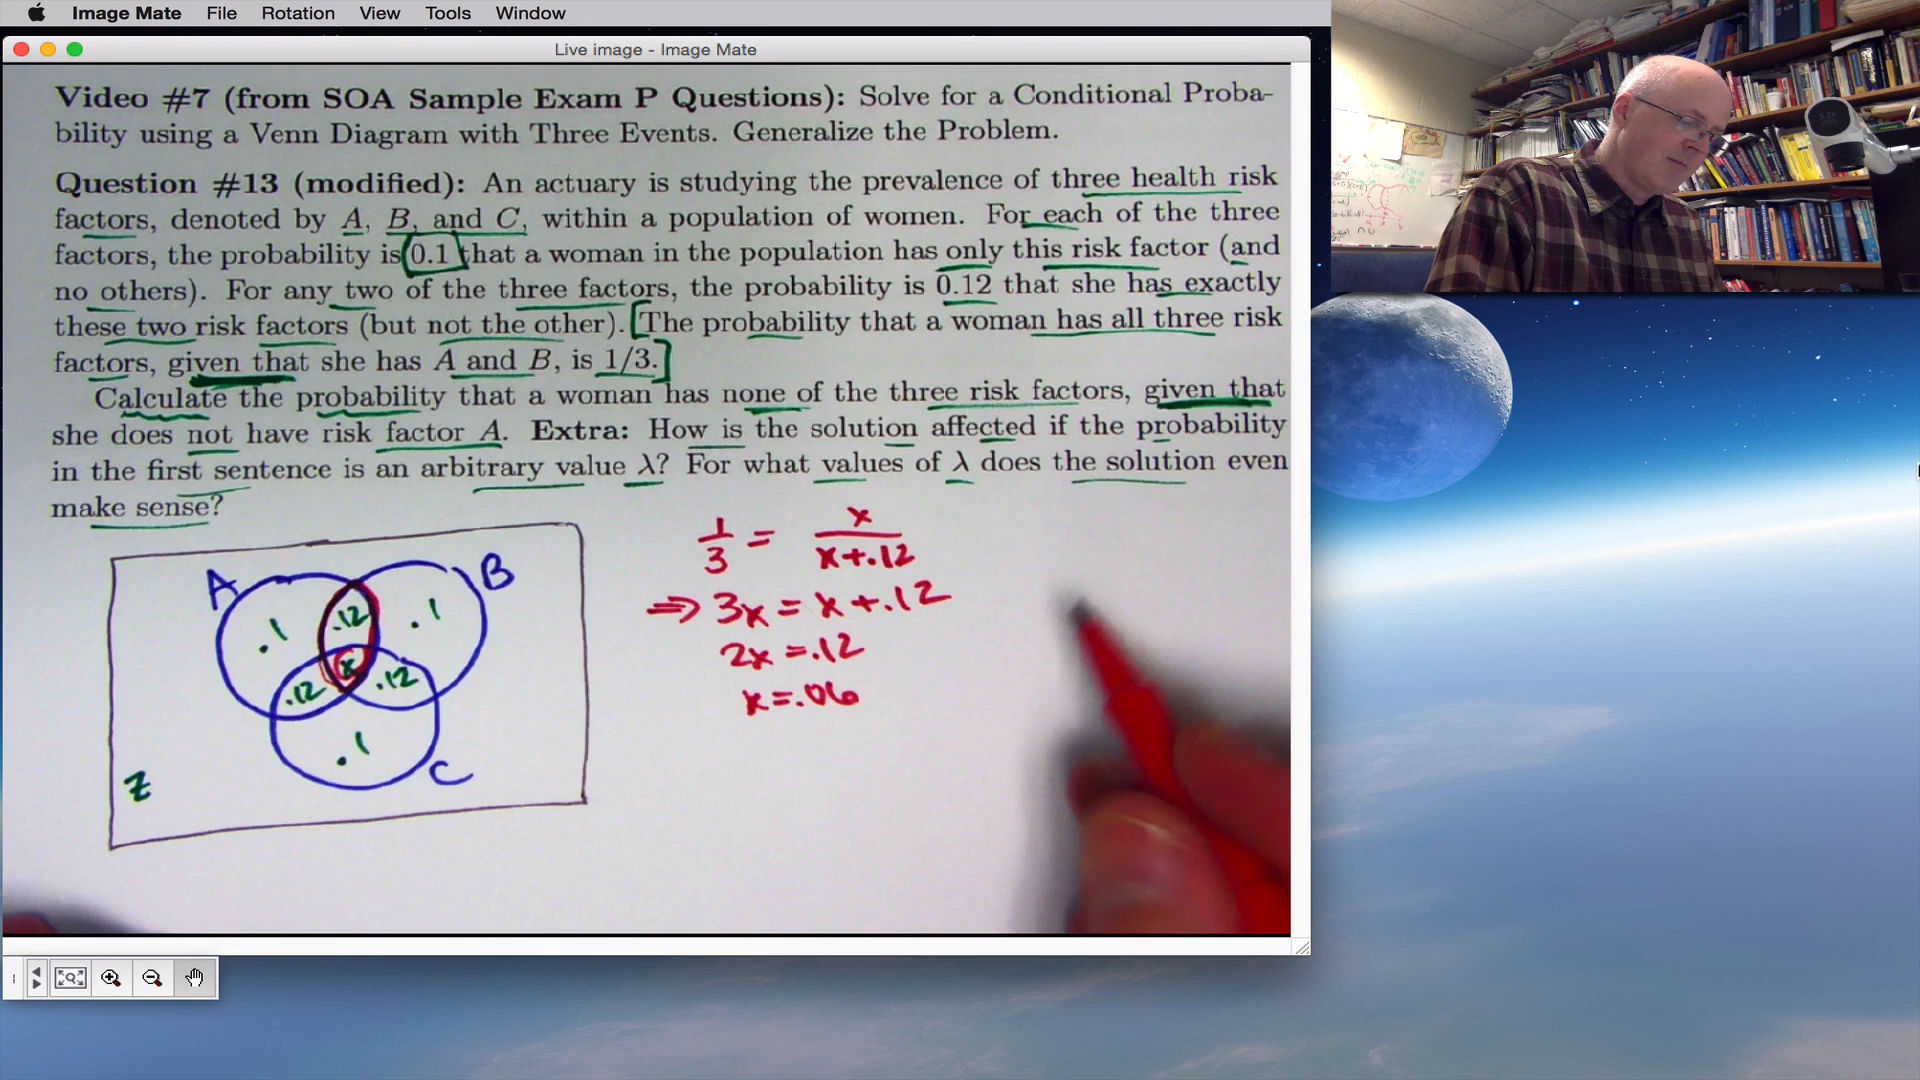 Image Mate File Rotation View Tools Window
Live image - Image Mate
Video #7 (from SOA Sample Exam P Questions): Solve for a Conditional Proba-
bility using a Venn Diagram with Three Events. Generalize the Problem.
Question #13 (modified): An actuary is studying the prevalence of three health risk
factors, denoted by A, B, and C, within a population of women. For each of the three
factors, the probability is 0.1 that a woman in the population has only this risk factor (and
no others). For any two of the three factors, the probability is 0.12 that she has exactly
these two risk factors (but not the other). [The probability that a woman has all three risk
factors, given that she has A and B, is 1/3.]
Calculate the probability that a woman has none of the three risk factors, given that
she does not have risk factor A. Extra: How is the solution affected if the probability
in the first sentence is an arbitrary value λ? For what values of λ does the solution even
make sense?
A
B
.1
.12
.1
x
.12
.12
.1
C
Z
1/3 = x/(x+.12)
⇒ 3x = x+.12
2x = .12
x = .06